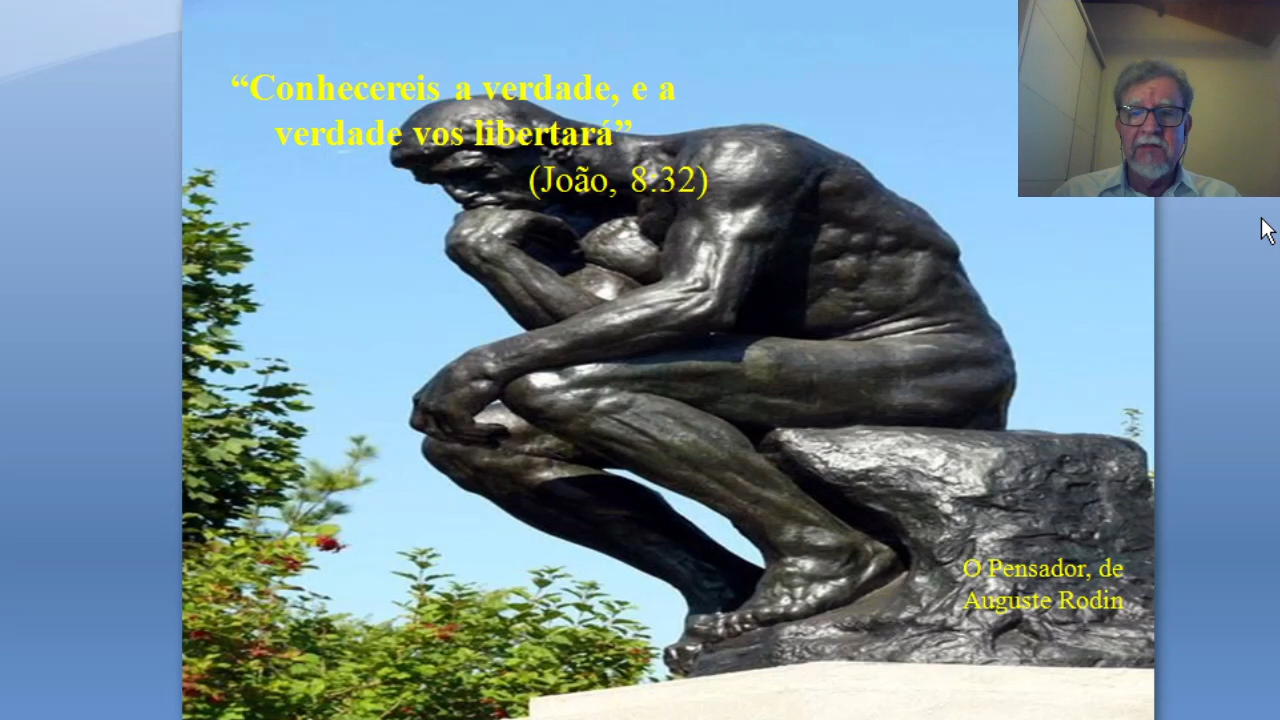 “Conhecereis a verdade, e a
verdade vos libertará”
(João, 8:32)
O Pensador, de
Auguste Rodin